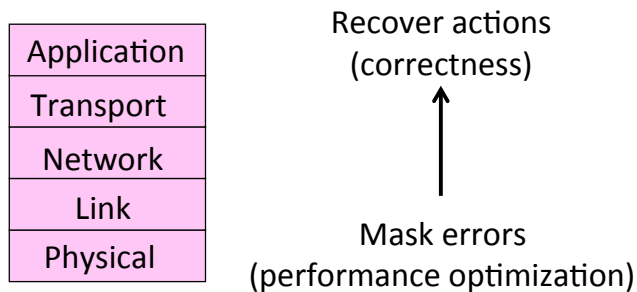 Application
Transport
Network
Link
Physical
Recover actions
(correctness)
Mask errors
(performance optimization)